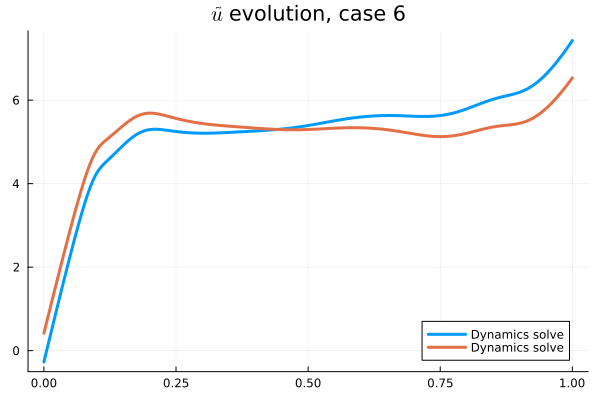 ũ evolution, case 6
6
4
2
0
0.00 0.25 0.50 0.75 1.00
Dynamics solve
Dynamics solve